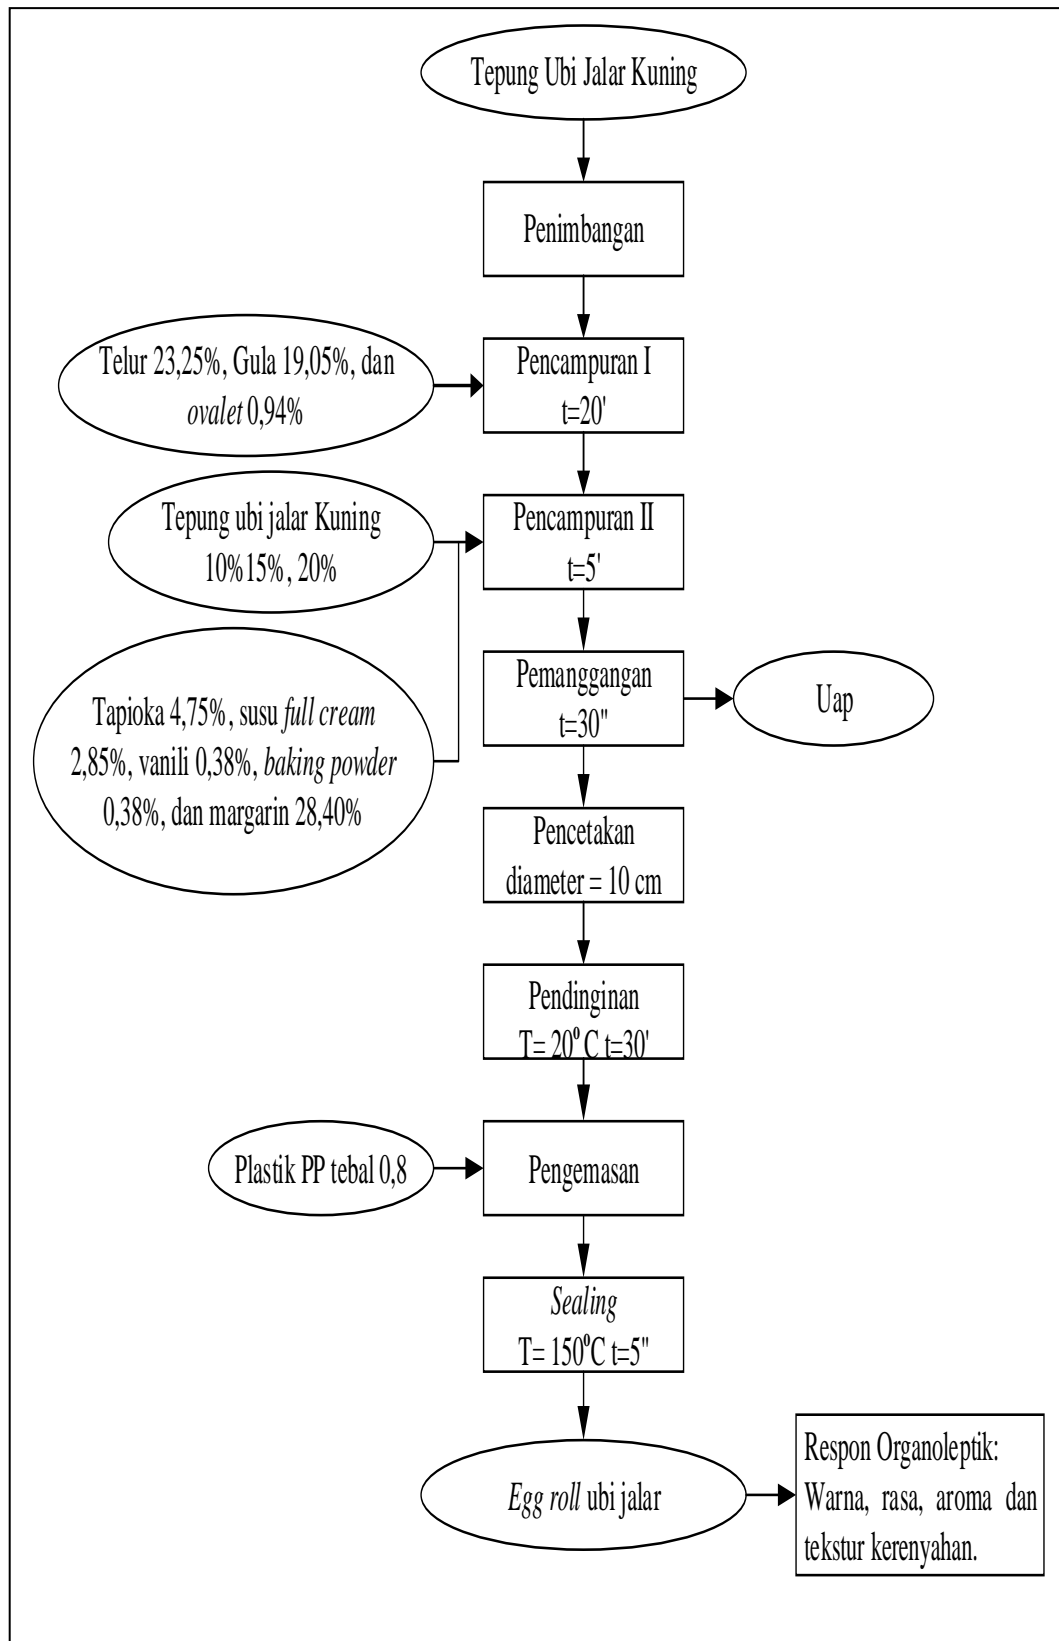 Tepung Ubi Jalar Kuning
Penimbangan
Telur 23,25%, Gula 19,05%, dan
ovalet 0,94%
Pencampuran I
t=20'
Tepung ubi jalar Kuning
10%15%, 20%
Pencampuran II
t=5'
Tapioka 4,75%, susu full cream
2,85%, vanili 0,38%, baking powder
0,38%, dan margarin 28,40%
Pemanggangan
t=30"
Uap
Pencetakan
diameter = 10 cm
Pendinginan
T= 20° C t=30'
Plastik PP tebal 0,8
Pengemasan
Sealing
T= 150°C t=5"
Egg roll ubi jalar
Respon Organoleptik:
Warna, rasa, aroma dan
tekstur kerenyahan.